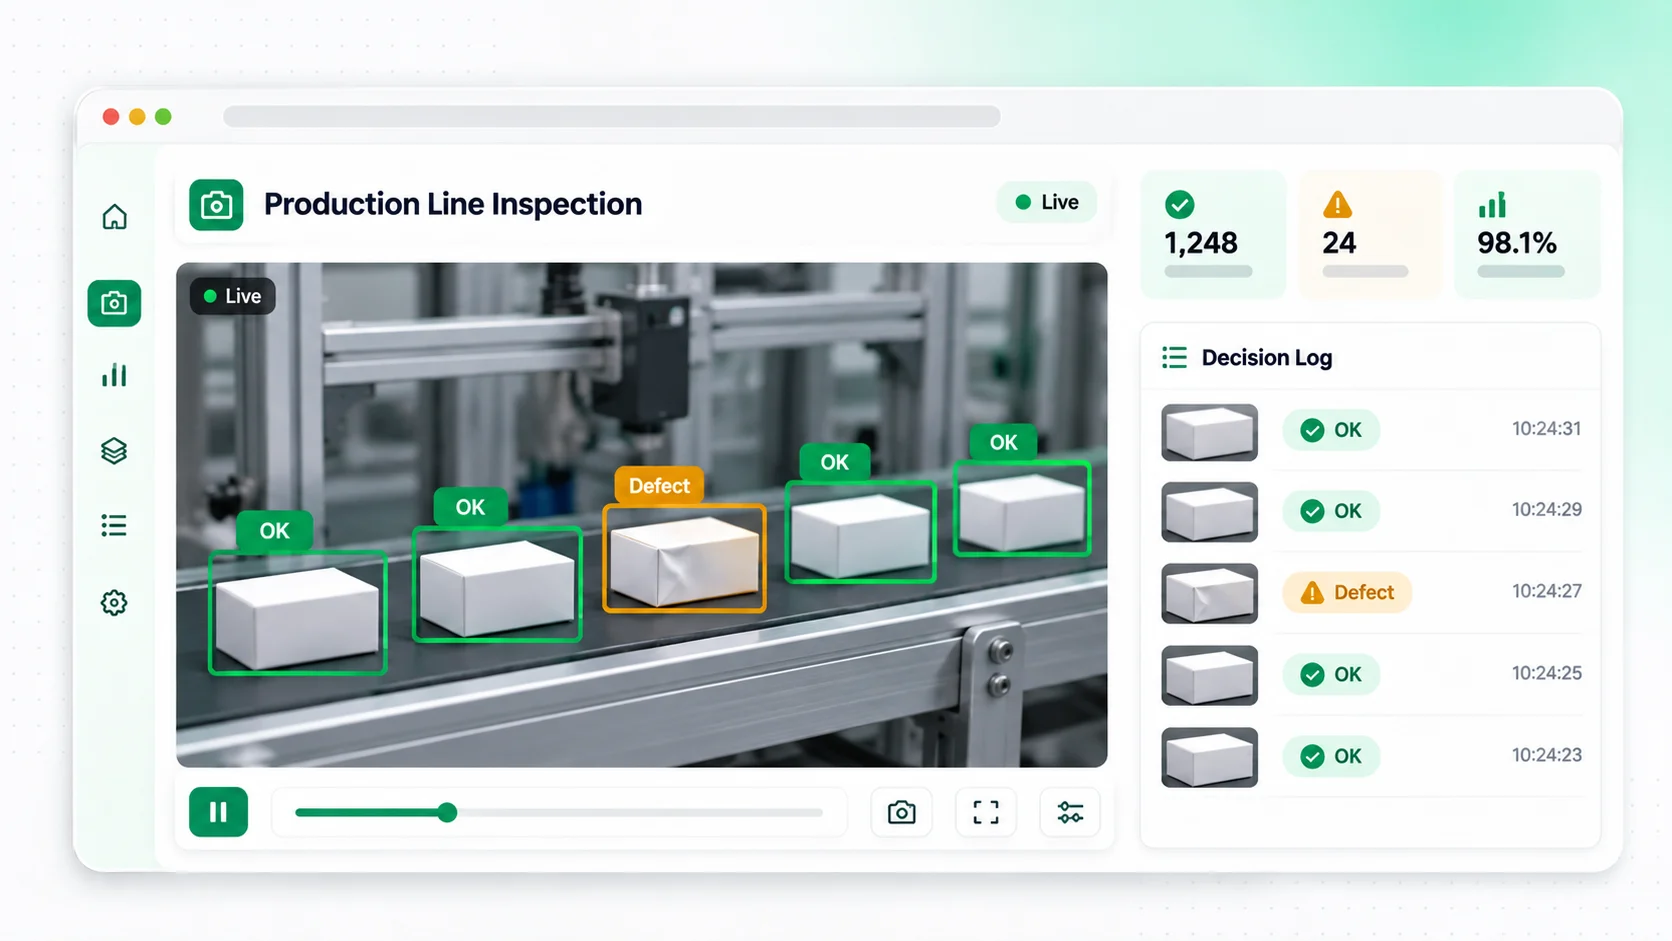 Production Line Inspection
Live
1,248
24
98.1%
Live
OK
OK
Defect
OK
OK
Decision Log
OK 10:24:31
OK 10:24:29
Defect 10:24:27
OK 10:24:25
OK 10:24:23